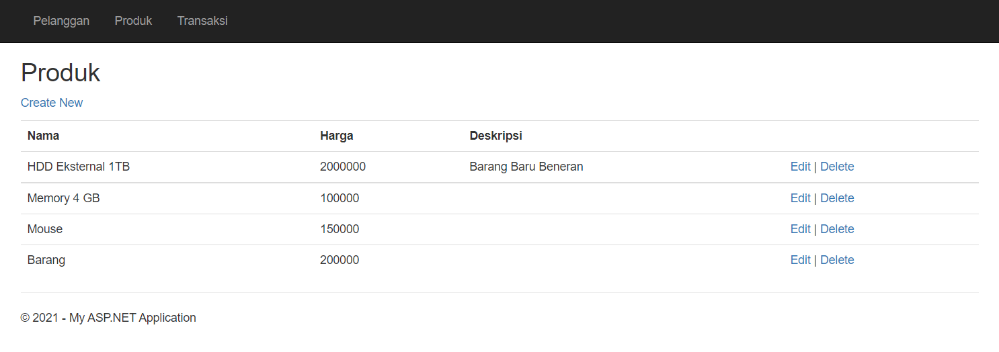 Pelanggan Produk Transaksi
Produk
Create New
Nama Harga Deskripsi
HDD Eksternal 1TB 2000000 Barang Baru Beneran Edit | Delete
Memory 4 GB 100000 Edit | Delete
Mouse 150000 Edit | Delete
Barang 200000 Edit | Delete
© 2021 - My ASP.NET Application